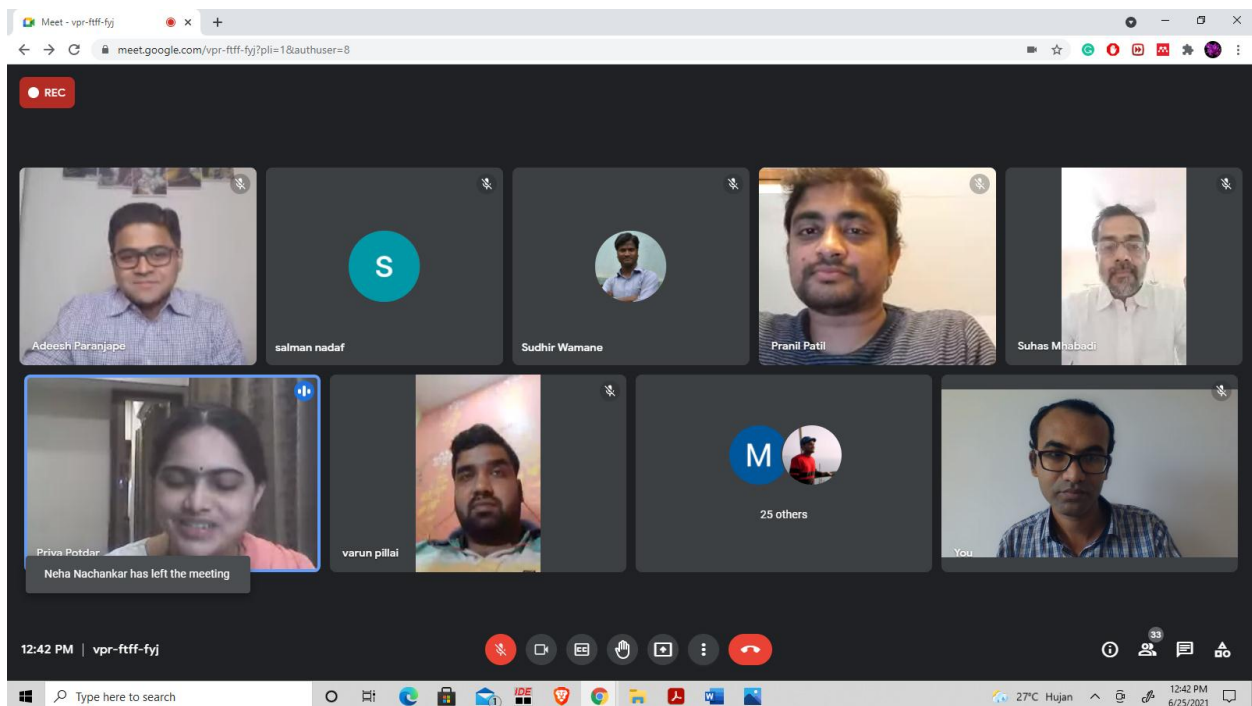 Meet - vpr-ftff-fyj
meet.google.com/vpr-ftff-fyj?pli=1&authuser=8
REC
Adeesh Paranjape
S
salman nadaf
Sudhir Wamane
Pranil Patil
Suhas Mhabadi
Priya Potdar
varun pillai
M
25 others
You
Neha Nachankar has left the meeting
12:42 PM | vpr-ftff-fyj
33
Type here to search
IDE
27°C Hujan
12:42 PM
6/25/2021